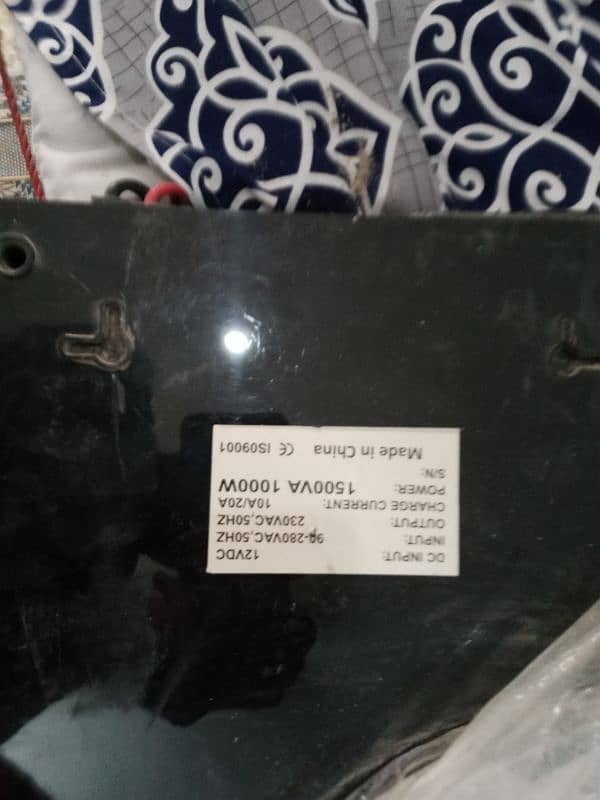 DC INPUT: 12VDC
INPUT: 90-280VAC,50HZ
OUTPUT: 230VAC,50HZ
CHARGE CURRENT: 10A/20A
POWER: 1500VA 1000W
S/N:
Made in China CE ISO9001